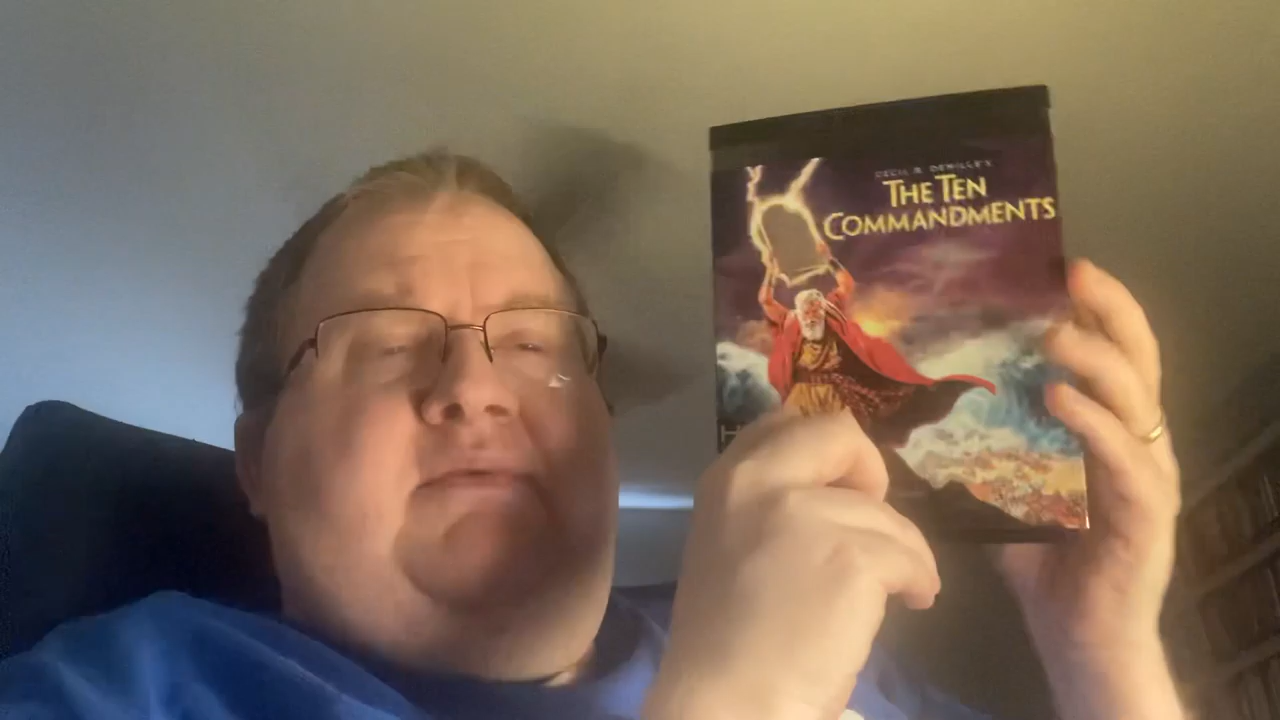 CECIL B. DEMILLE'S
THE TEN
COMMANDMENTS